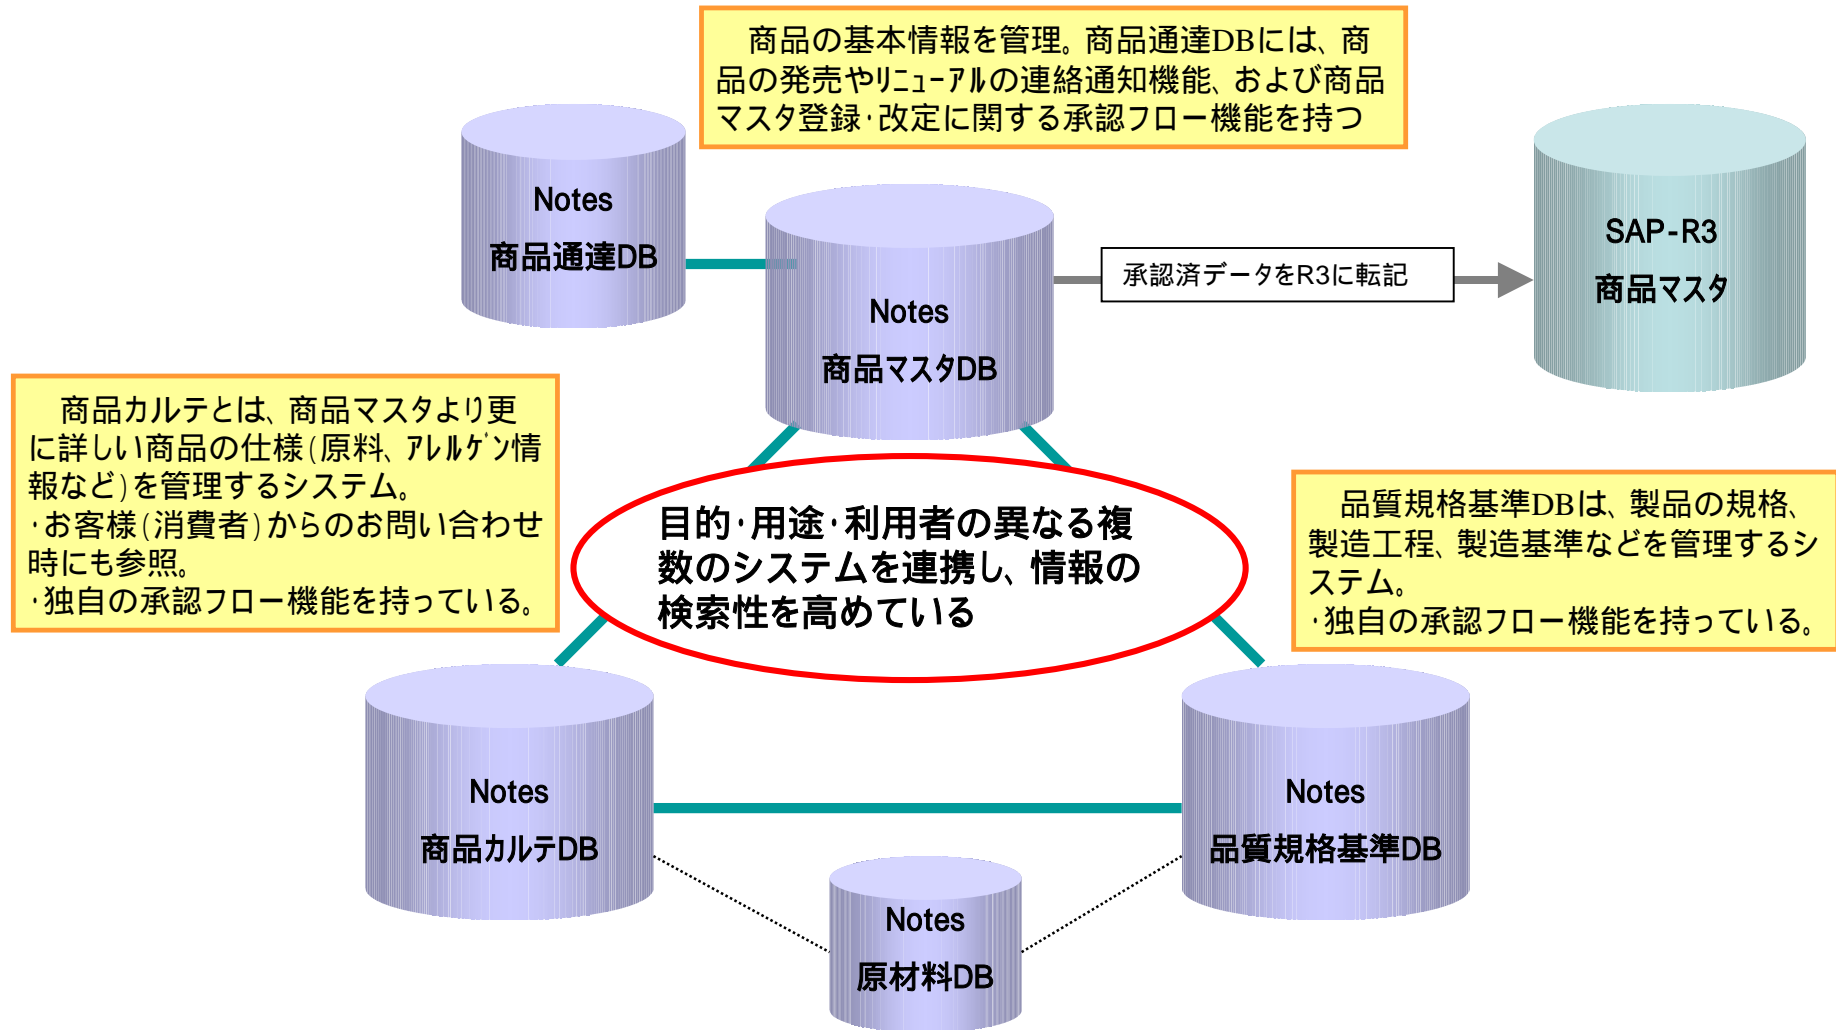 商品の基本情報を管理。商品通達DBには、商
品の発売やﾘﾆｭｰｱﾙの連絡通知機能、および商品
マスタ登録･改定に関する承認フロー機能を持つ
Notes
商品通達DB
Notes
商品マスタDB
承認済データをR3に転記
SAP-R3
商品マスタ
商品カルテとは、商品マスタより更
に詳しい商品の仕様(原料、ｱﾚﾙｹﾞﾝ情
報など)を管理するシステム。
･お客様(消費者)からのお問い合わせ
時にも参照。
･独自の承認フロー機能を持っている。
目的･用途･利用者の異なる複
数のシステムを連携し、情報の
検索性を高めている
品質規格基準DBは、製品の規格、
製造工程、製造基準などを管理するシ
ステム。
･独自の承認フロー機能を持っている。
Notes
商品カルテDB
Notes
品質規格基準DB
Notes
原材料DB